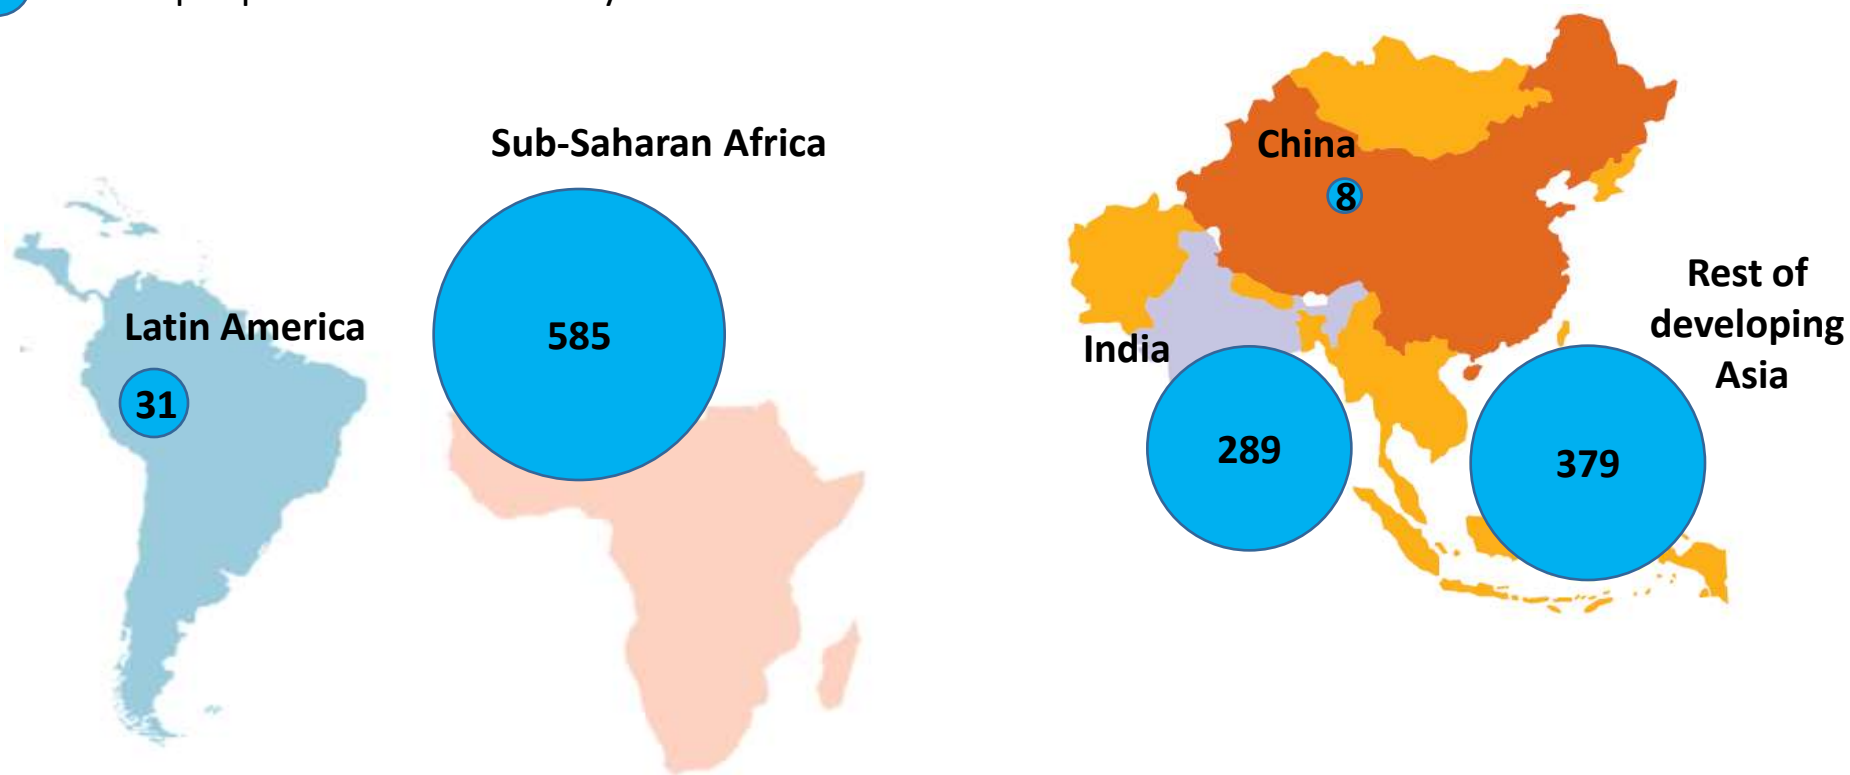 Sub-Saharan Africa
585
Latin America
31
China
8
India
289
Rest of
developing
Asia
379